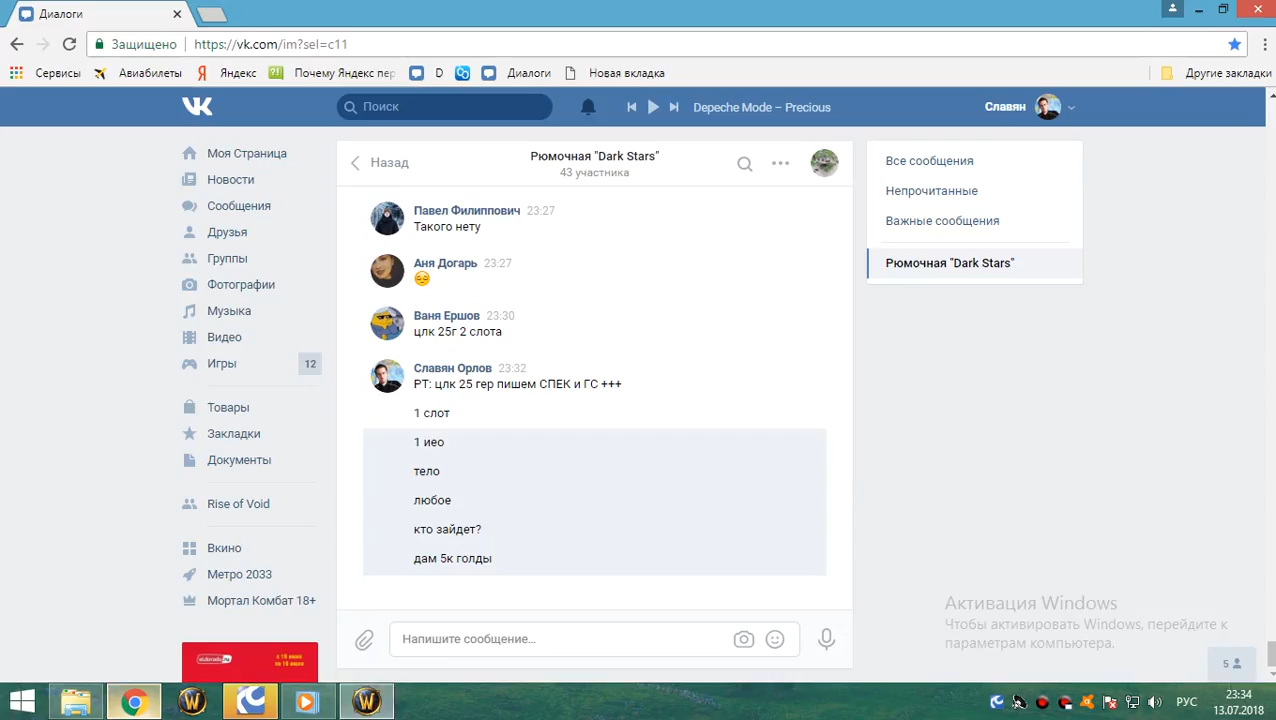 Диалоги
Защищено
https://vk.com/im?sel=c11
Сервисы
Авиабилеты
Яндекс
Почему Яндекс пер
D
Диалоги
Новая вкладка
Другие закладки
Поиск
Depeche Mode – Precious
Славян
Моя Страница
Новости
Сообщения
Друзья
Группы
Фотографии
Музыка
Видео
Игры
12
Товары
Закладки
Документы
Rise of Void
Вкино
Метро 2033
Мортал Комбат 18+
Назад
Рюмочная "Dark Stars"
43 участника
Павел Филиппович 23:27
Такого нету
Аня Догарь 23:27
Ваня Ершов 23:30
цлк 25г 2 слота
Славян Орлов 23:32
РТ: цлк 25 гер пишем СПЕК и ГС +++
1 слот
1 иео
тело
любое
кто зайдет?
дам 5к голды
Напишите сообщение...
Все сообщения
Непрочитанные
Важные сообщения
Рюмочная "Dark Stars"
Активация Windows
Чтобы активировать Windows, перейдите к
параметрам компьютера.
5
РУС
23:34
13.07.2018